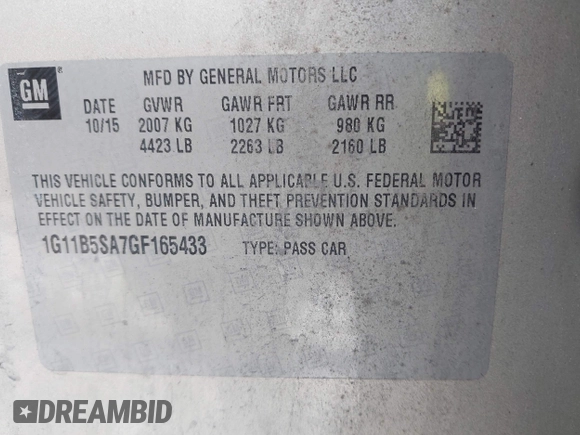 GM
MFD BY GENERAL MOTORS LLC
DATE GVWR GAWR FRT GAWR RR
10/15 2007 KG 1027 KG 980 KG
4423 LB 2263 LB 2160 LB
THIS VEHICLE CONFORMS TO ALL APPLICABLE U.S. FEDERAL MOTOR
VEHICLE SAFETY, BUMPER, AND THEFT PREVENTION STANDARDS IN
EFFECT ON THE DATE OF MANUFACTURE SHOWN ABOVE.
1G11B5SA7GF165433 TYPE: PASS CAR
DREAMBID